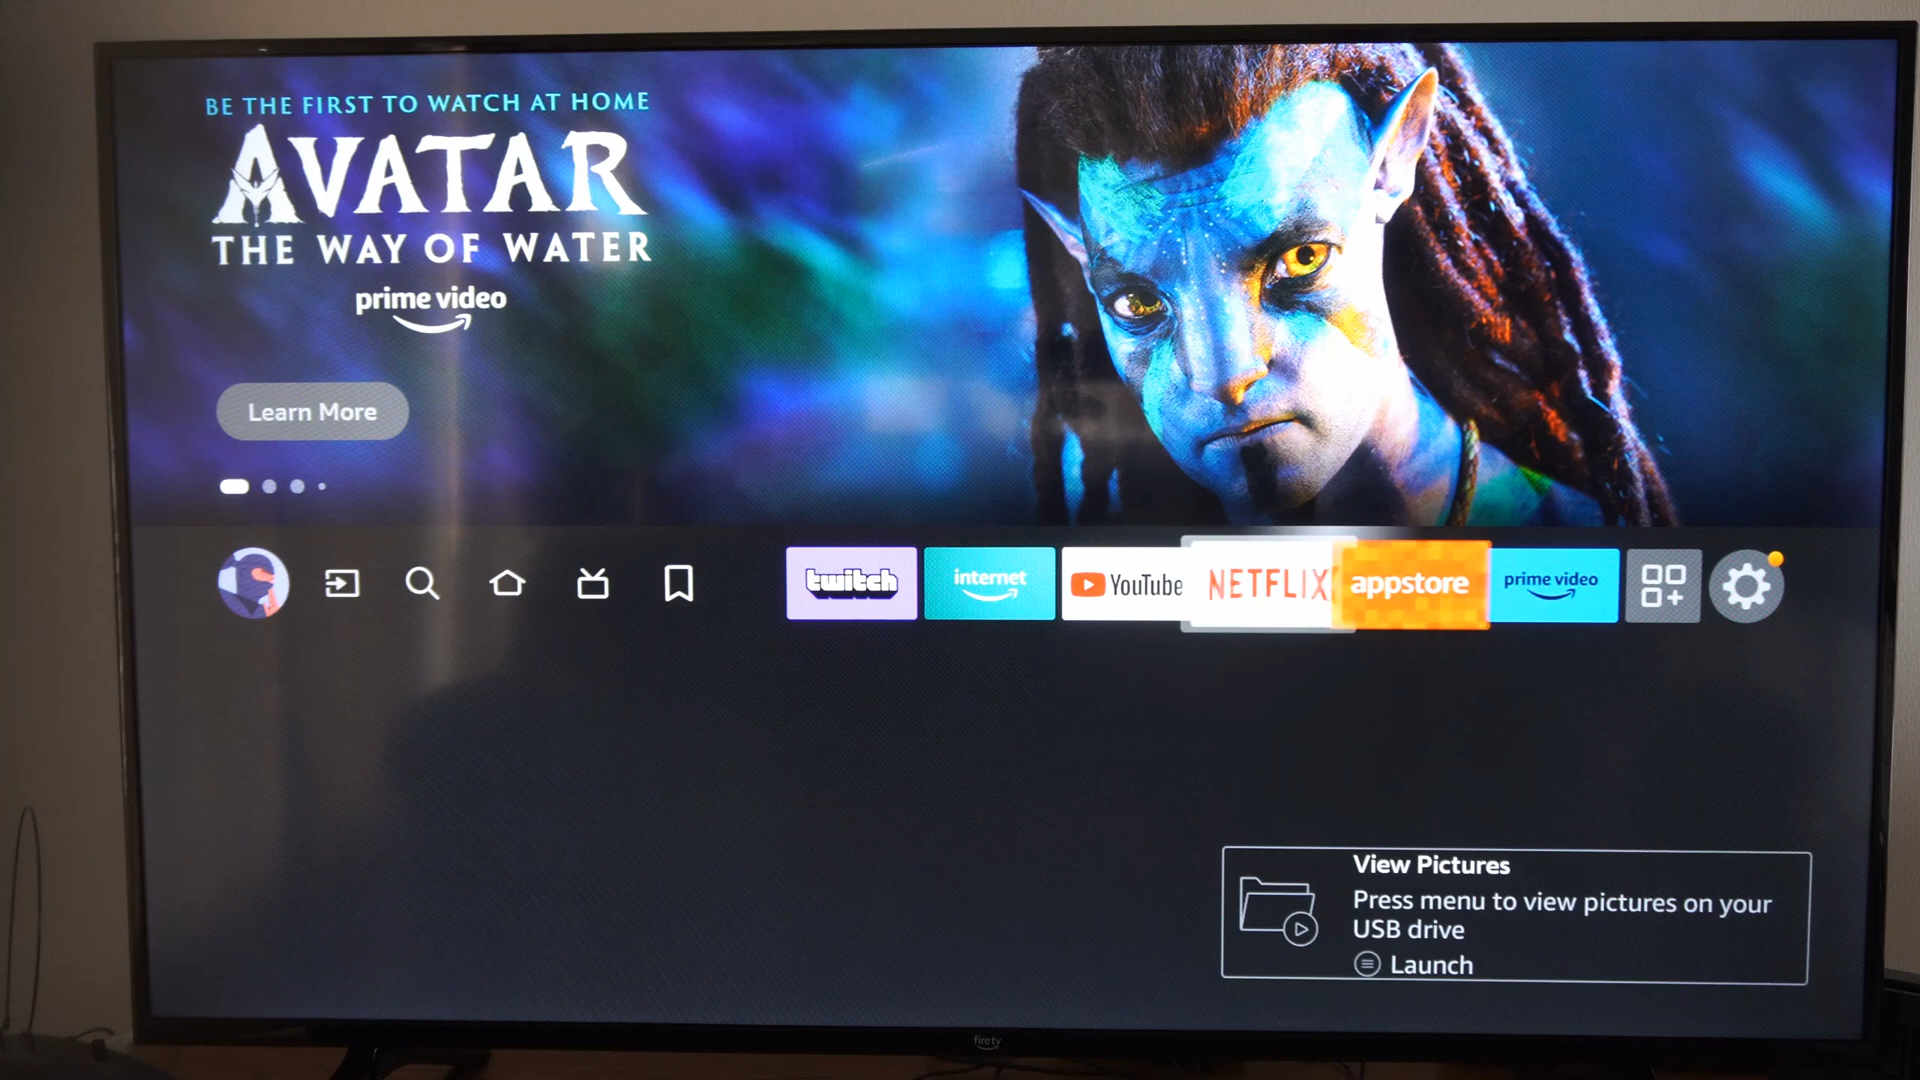 BE THE FIRST TO WATCH AT HOME
AVATAR
THE WAY OF WATER
prime video
Learn More
twitch
internet
YouTube
NETFLIX
appstore
prime video
View Pictures
Press menu to view pictures on your
USB drive
Launch
firetv